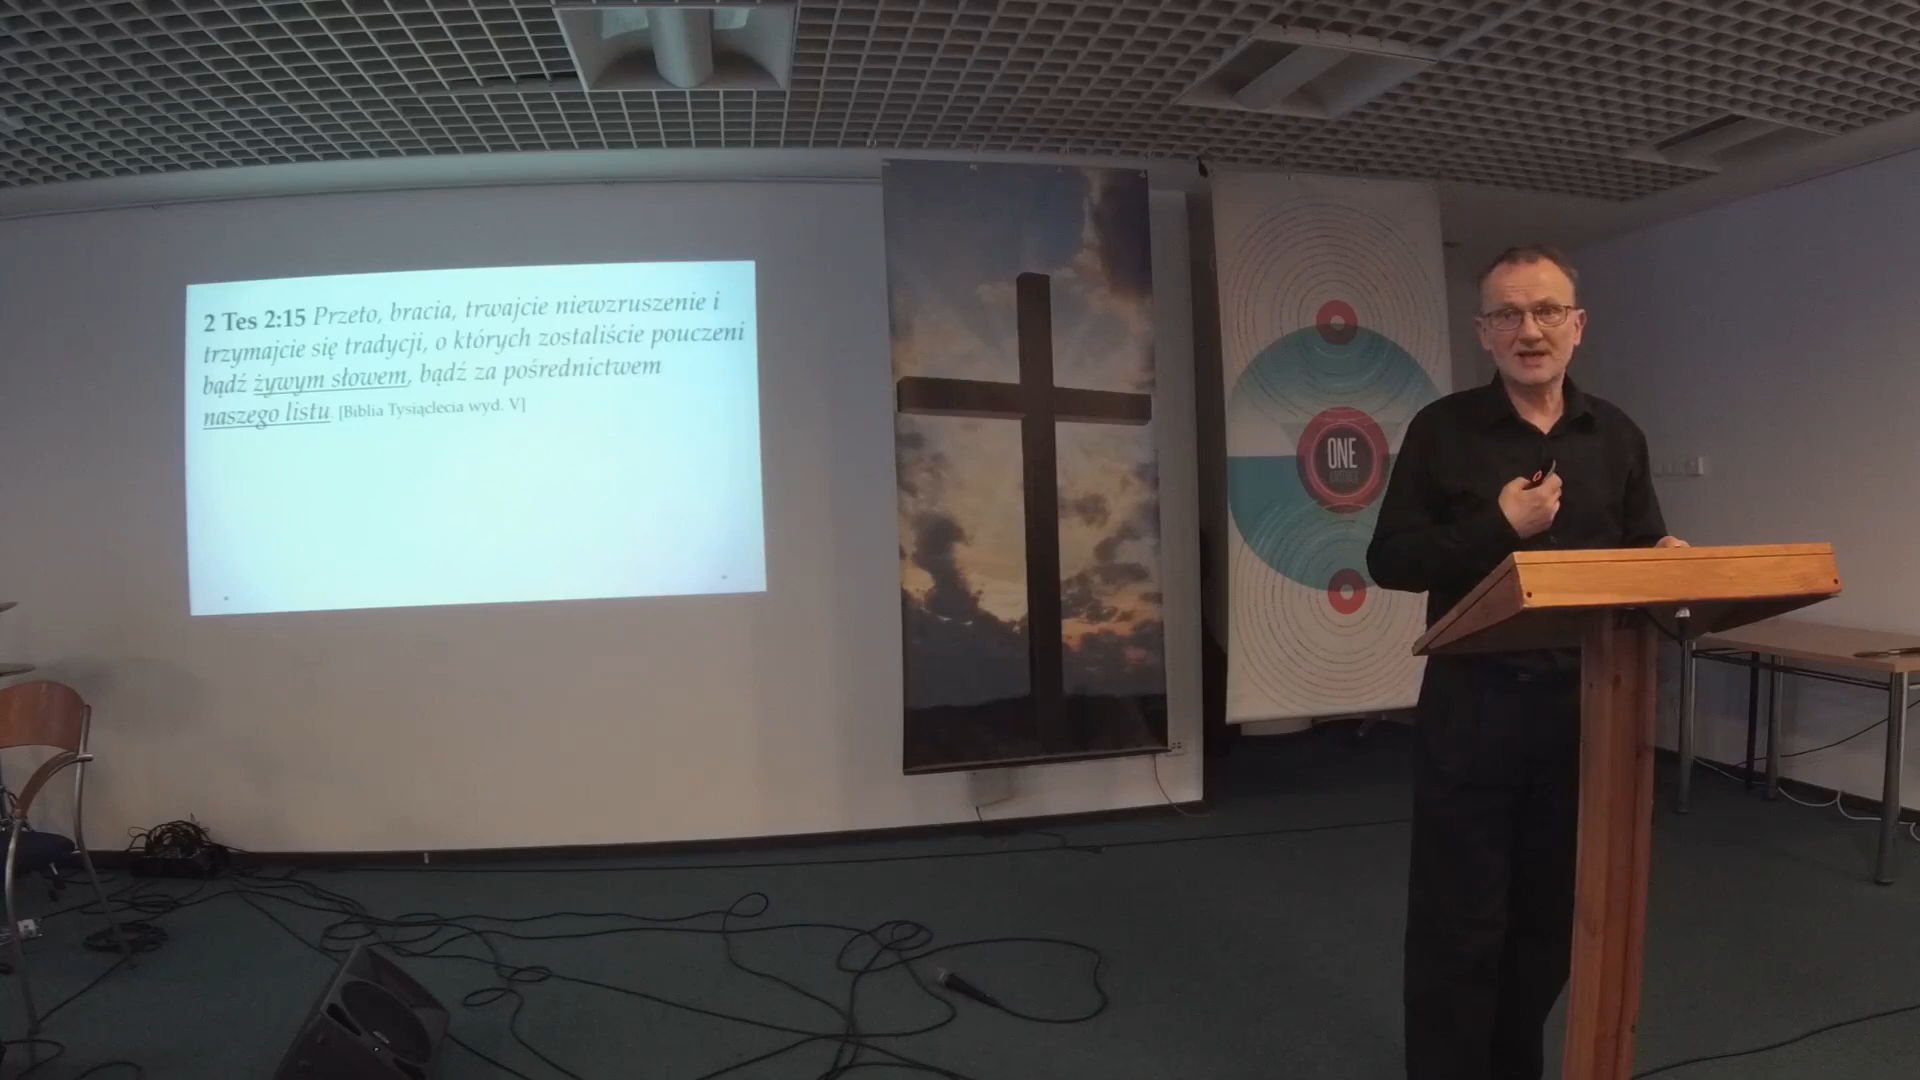 2 Tes 2:15 Przeto, bracia, trwajcie niewzruszenie i
trzymajcie się tradycji, o których zostaliście pouczeni
bądź żywym słowem, bądź za pośrednictwem
naszego listu. [Biblia Tysiąclecia wyd. V]
ONE